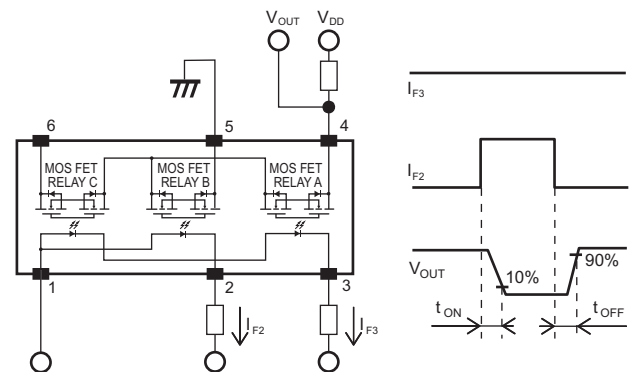 VOUT VDD
6 5 4
MOS FET
RELAY C
MOS FET
RELAY B
MOS FET
RELAY A
1 2 3
IF2 IF3
IF3
IF2
VOUT
10%
90%
tON tOFF